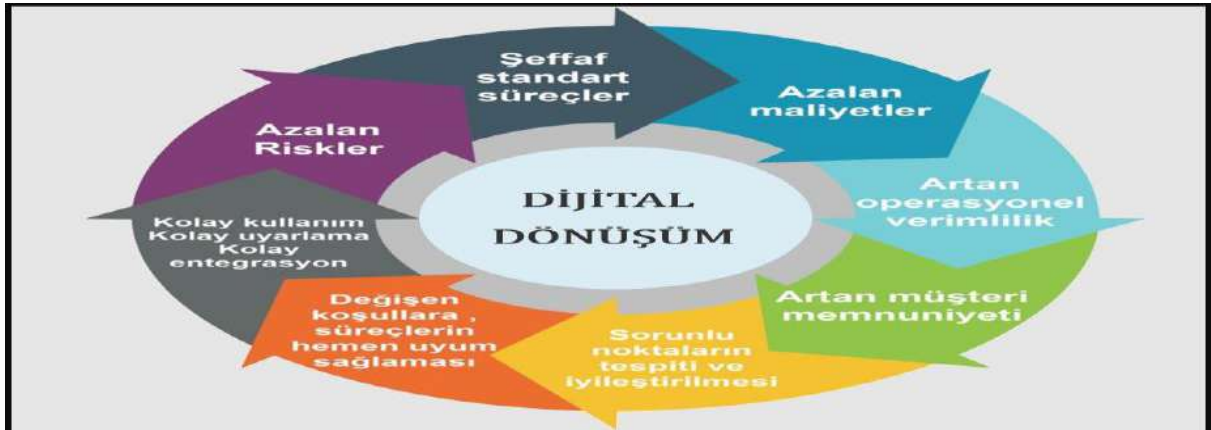 Şeffaf
standart
süreçler
Azalan
maliyetler
Artan
operasyonel
verimlilik
Artan müşteri
memnuniyeti
Sorunlu
noktaların
tespiti ve
iyileştirilmesi
Değişen
koşullara ,
süreçlerin
hemen uyum
sağlaması
Kolay kullanım
Kolay uyarlama
Kolay
entegrasyon
Azalan
Riskler
DİJİTAL
DÖNÜŞÜM